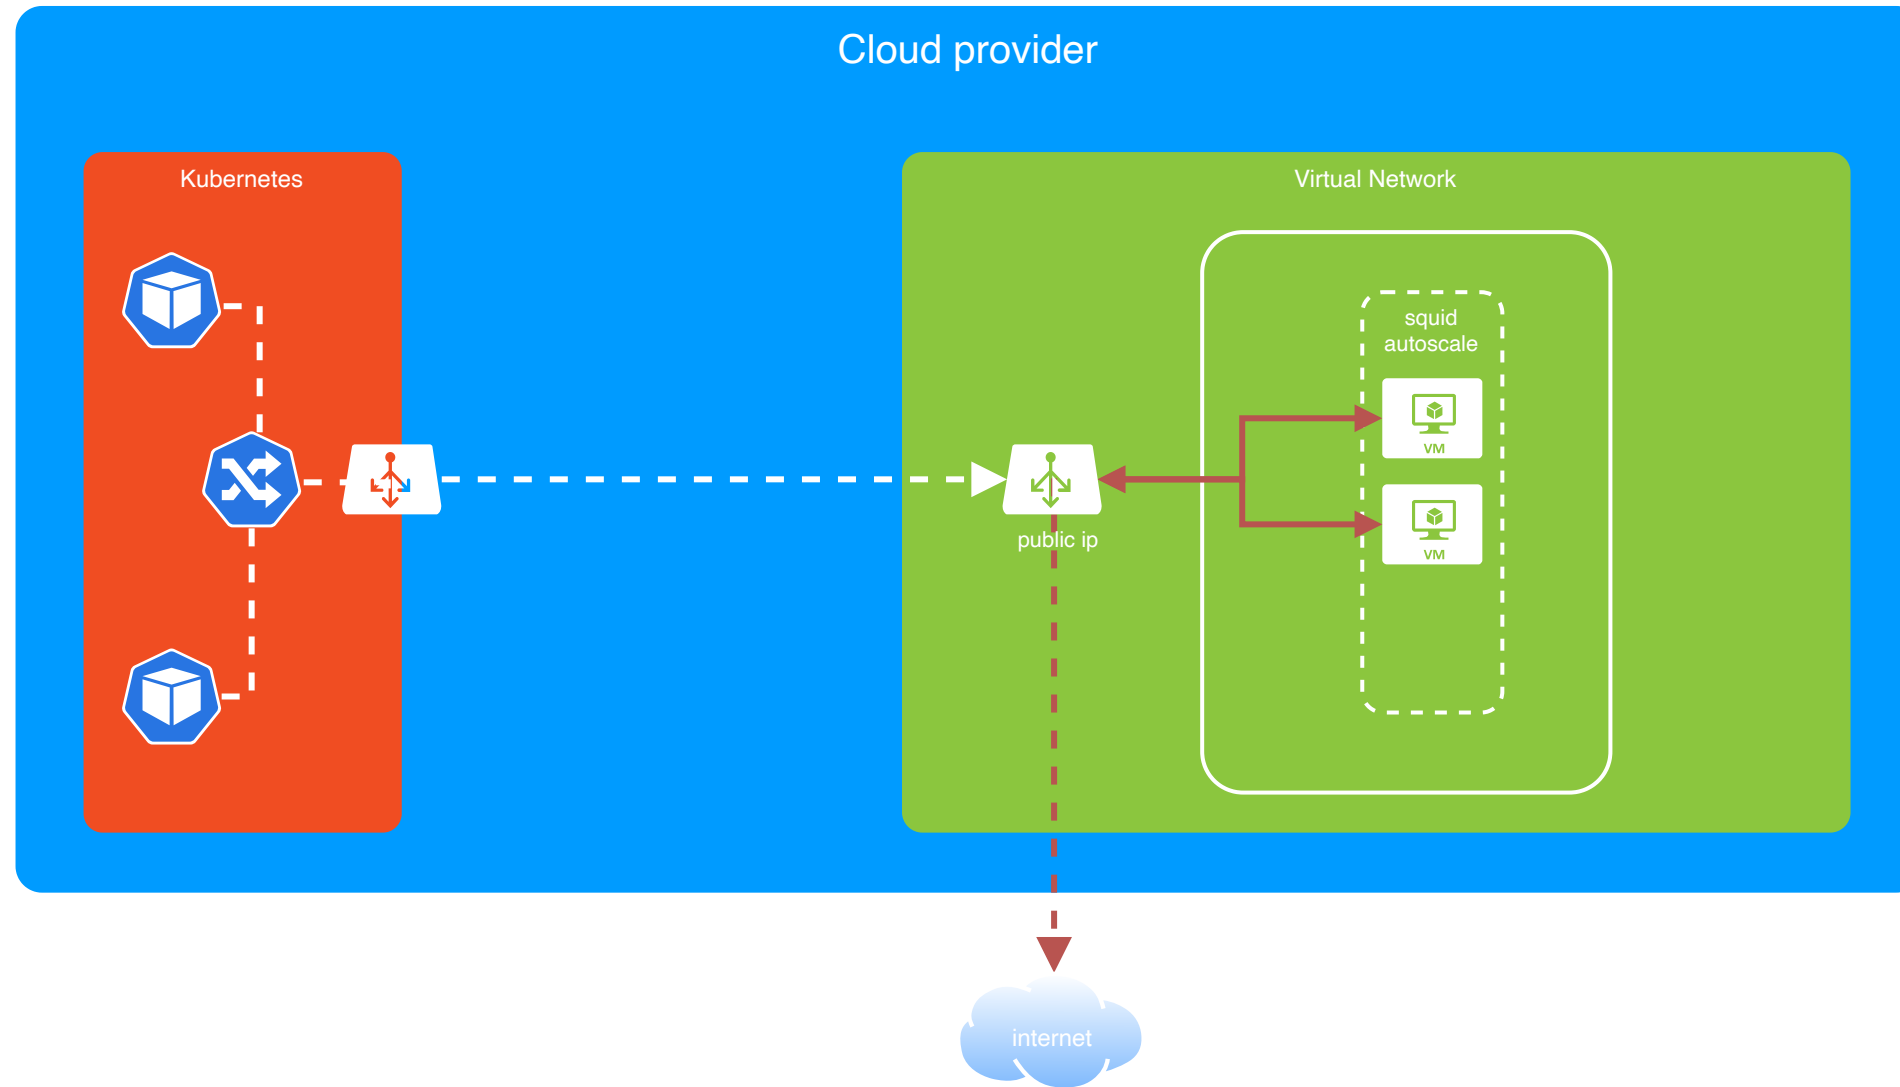 Cloud provider
Kubernetes
Virtual Network
squid
autoscale
VM
VM
public ip
internet